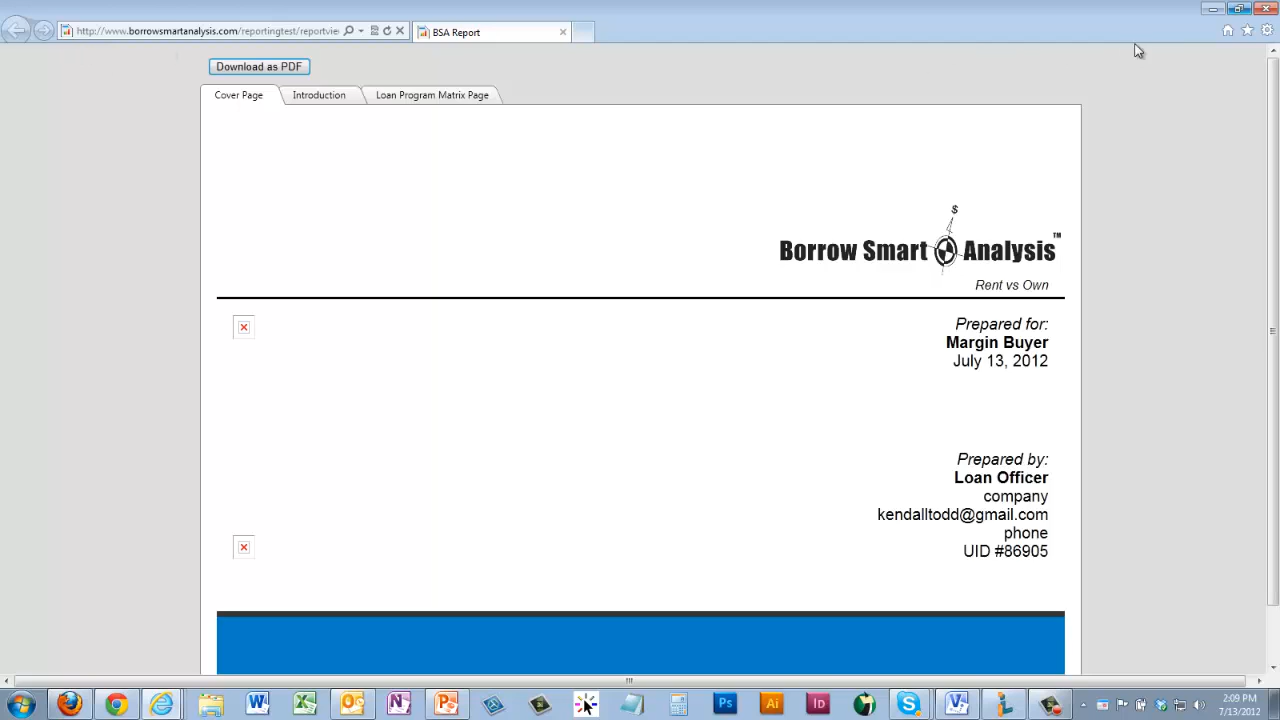 http://www.borrowsmartanalysis.com/reportingtest/reportvie
BSA Report
Download as PDF
Cover Page
Introduction
Loan Program Matrix Page
$
Borrow Smart Analysis™
Rent vs Own
Prepared for:
Margin Buyer
July 13, 2012
Prepared by:
Loan Officer
company
kendalltodd@gmail.com
phone
UID #86905
2:09 PM
7/13/2012